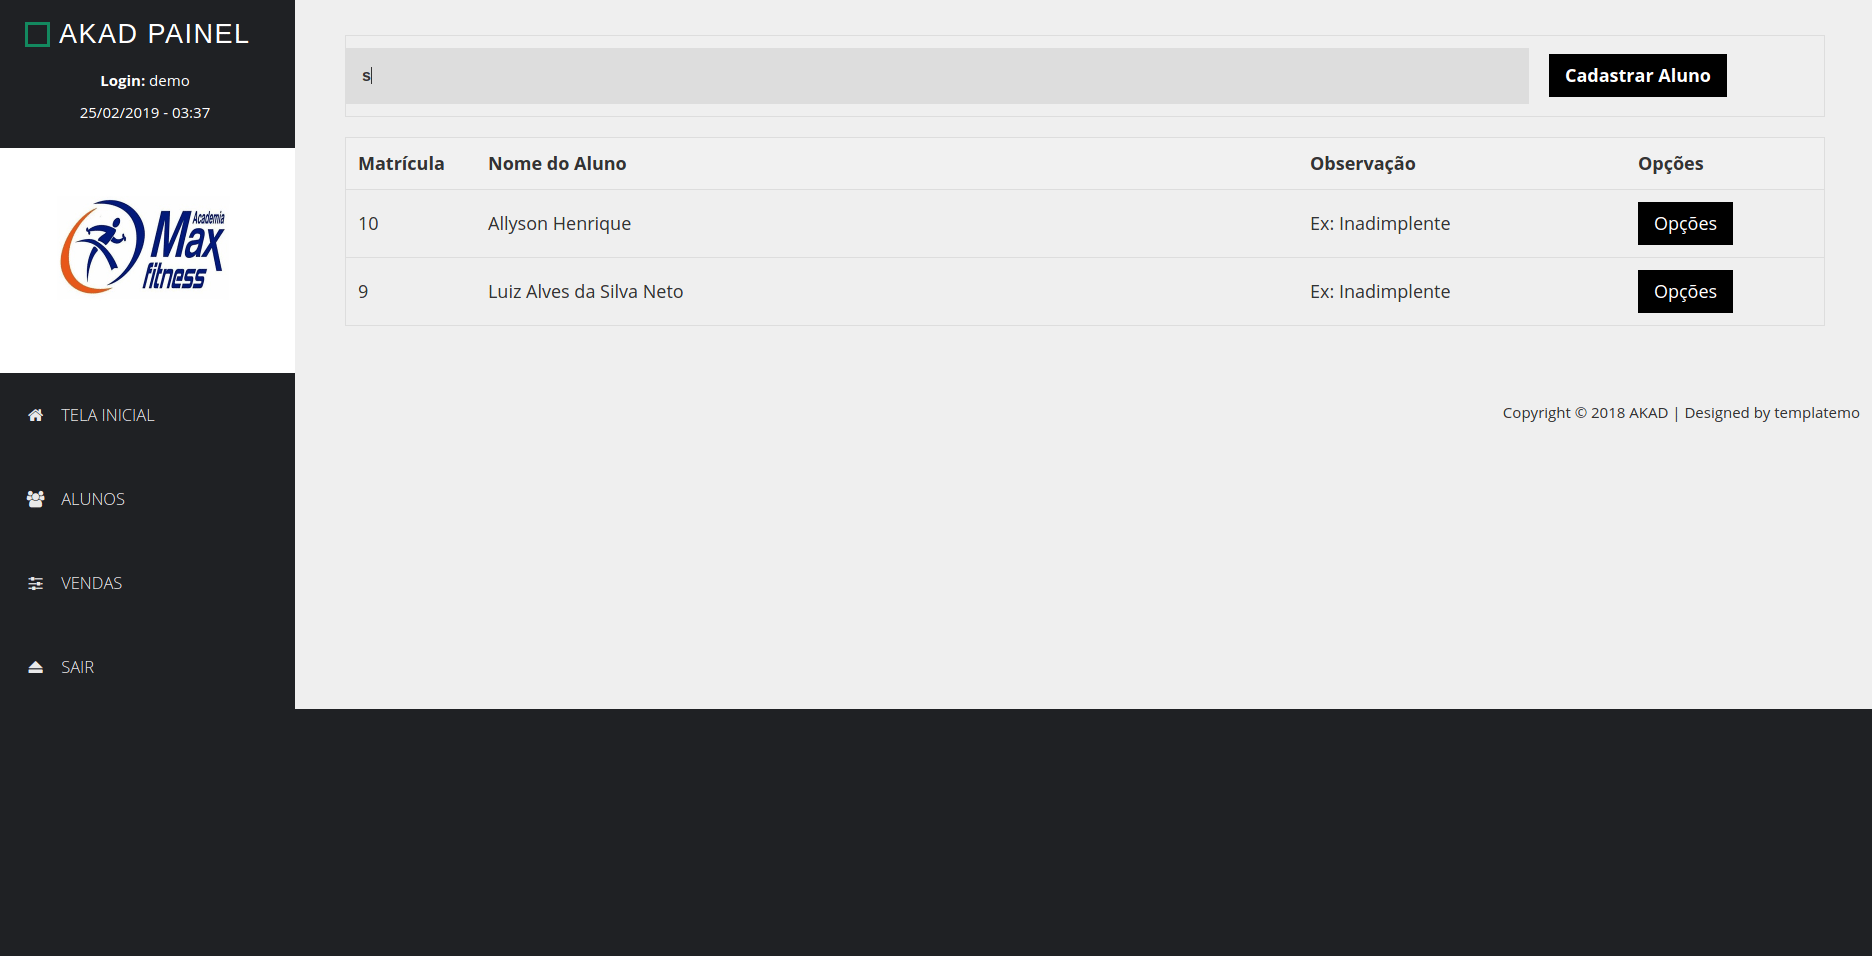 AKAD PAINEL
Login: demo
25/02/2019 - 03:37
Academia
Max
fitness
TELA INICIAL
ALUNOS
VENDAS
SAIR
s
Cadastrar Aluno
Matrícula Nome do Aluno Observação Opções
10 Allyson Henrique Ex: Inadimplente Opções
9 Luiz Alves da Silva Neto Ex: Inadimplente Opções
Copyright © 2018 AKAD | Designed by templatemo